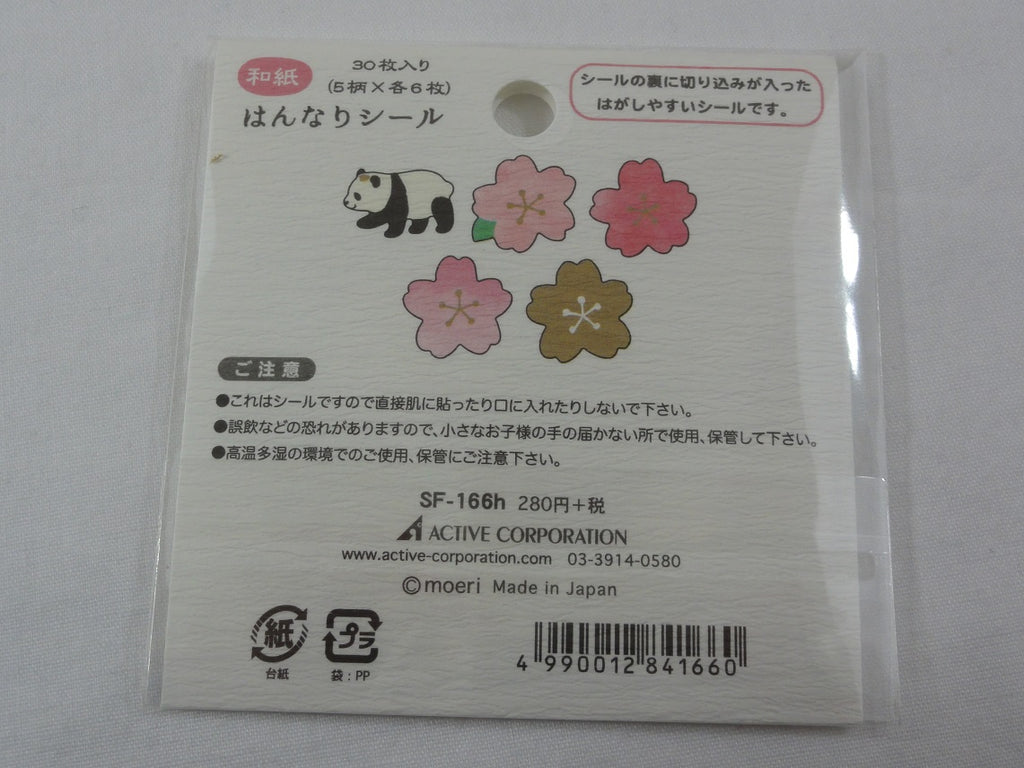 和紙
30枚入り
(5柄×各6枚)
はんなりシール
シールの裏に切り込みが入った
はがしやすいシールです。
ご注意
●これはシールですので直接肌に貼ったり口に入れたりしないで下さい。
●誤飲などの恐れがありますので、小さなお子様の手の届かない所で使用、保管して下さい。
●高温多湿の環境でのご使用、保管にご注意下さい。
SF-166h 280円+税
ACTIVE CORPORATION
www.active-corporation.com 03-3914-0580
©moeri Made in Japan
紙
台紙
プラ
袋：PP
4 990012 841660